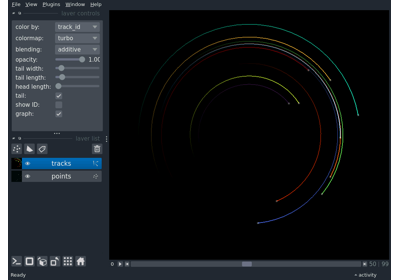 File View Plugins Window Help
layer controls
color by: track_id
colormap: turbo
blending: additive
opacity: 1.00
tail width:
tail length:
head length:
tail:
show ID:
graph:
layer list
tracks
points
0 50 99
Ready activity